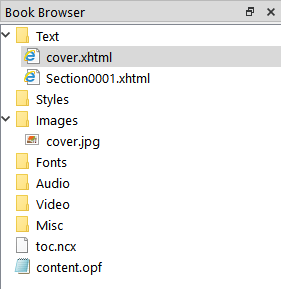 Book Browser
Text
cover.xhtml
Section0001.xhtml
Styles
Images
cover.jpg
Fonts
Audio
Video
Misc
toc.ncx
content.opf